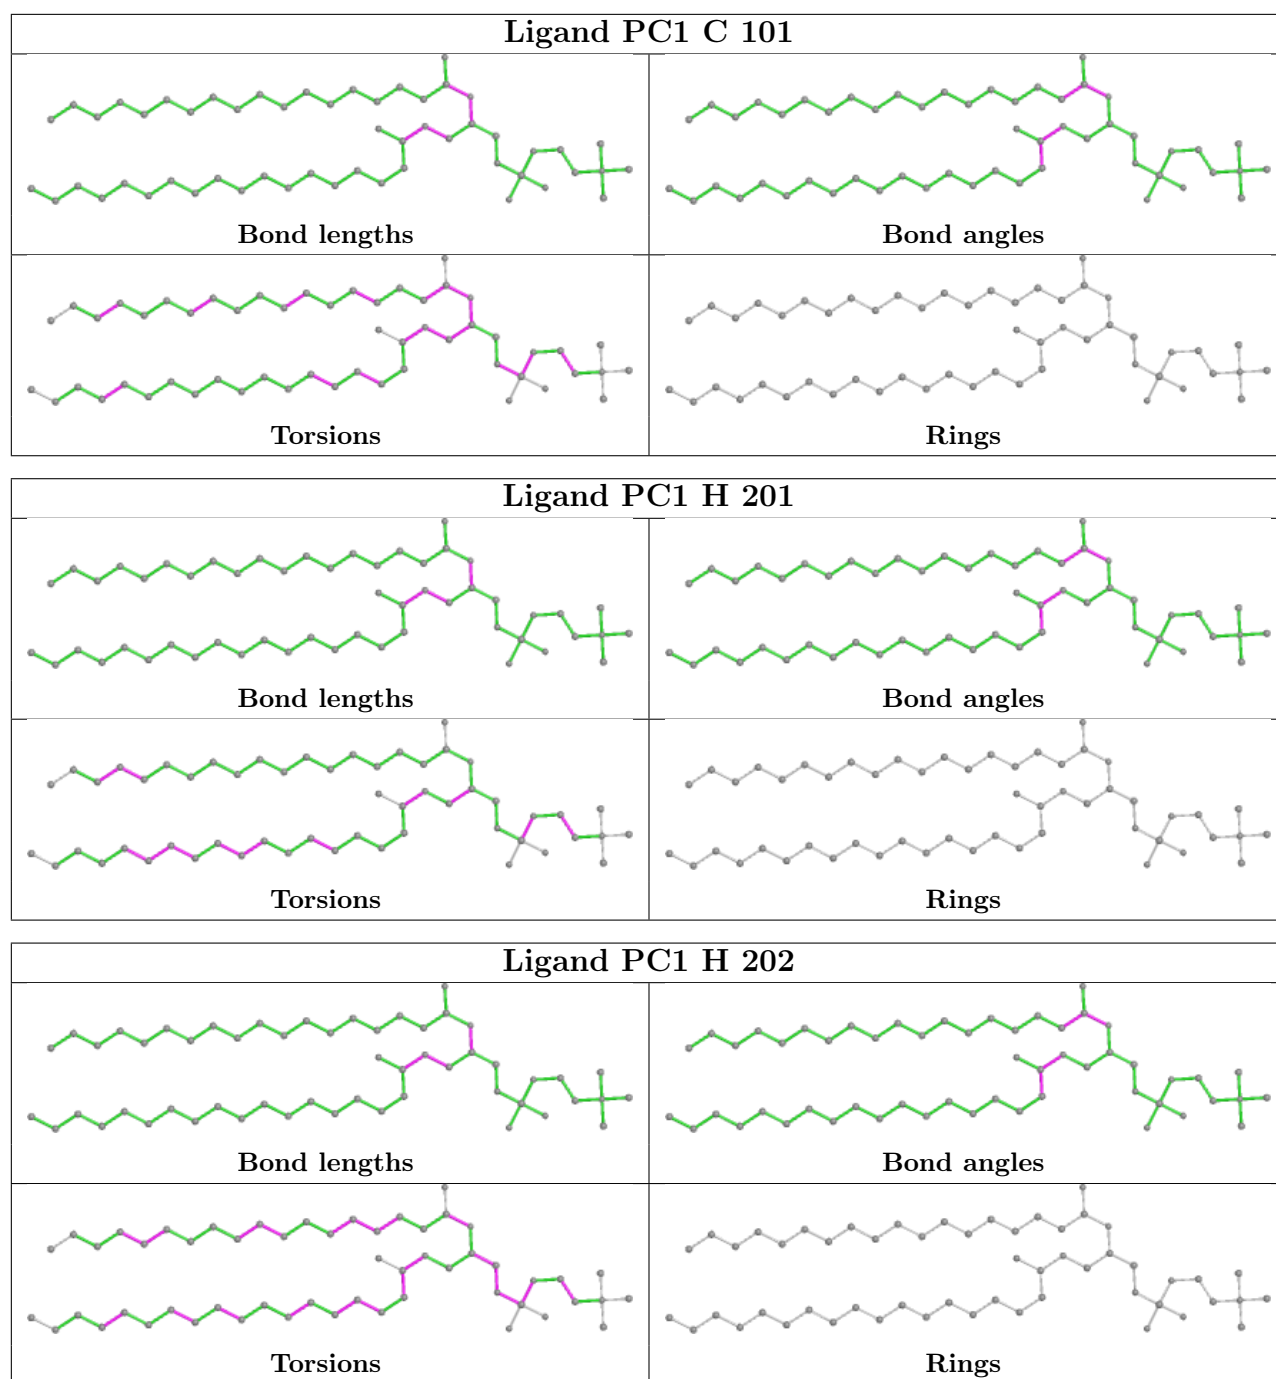 Ligand PC1 C 101
Bond lengths
Bond angles
Torsions
Rings
Ligand PC1 H 201
Bond lengths
Bond angles
Torsions
Rings
Ligand PC1 H 202
Bond lengths
Bond angles
Torsions
Rings